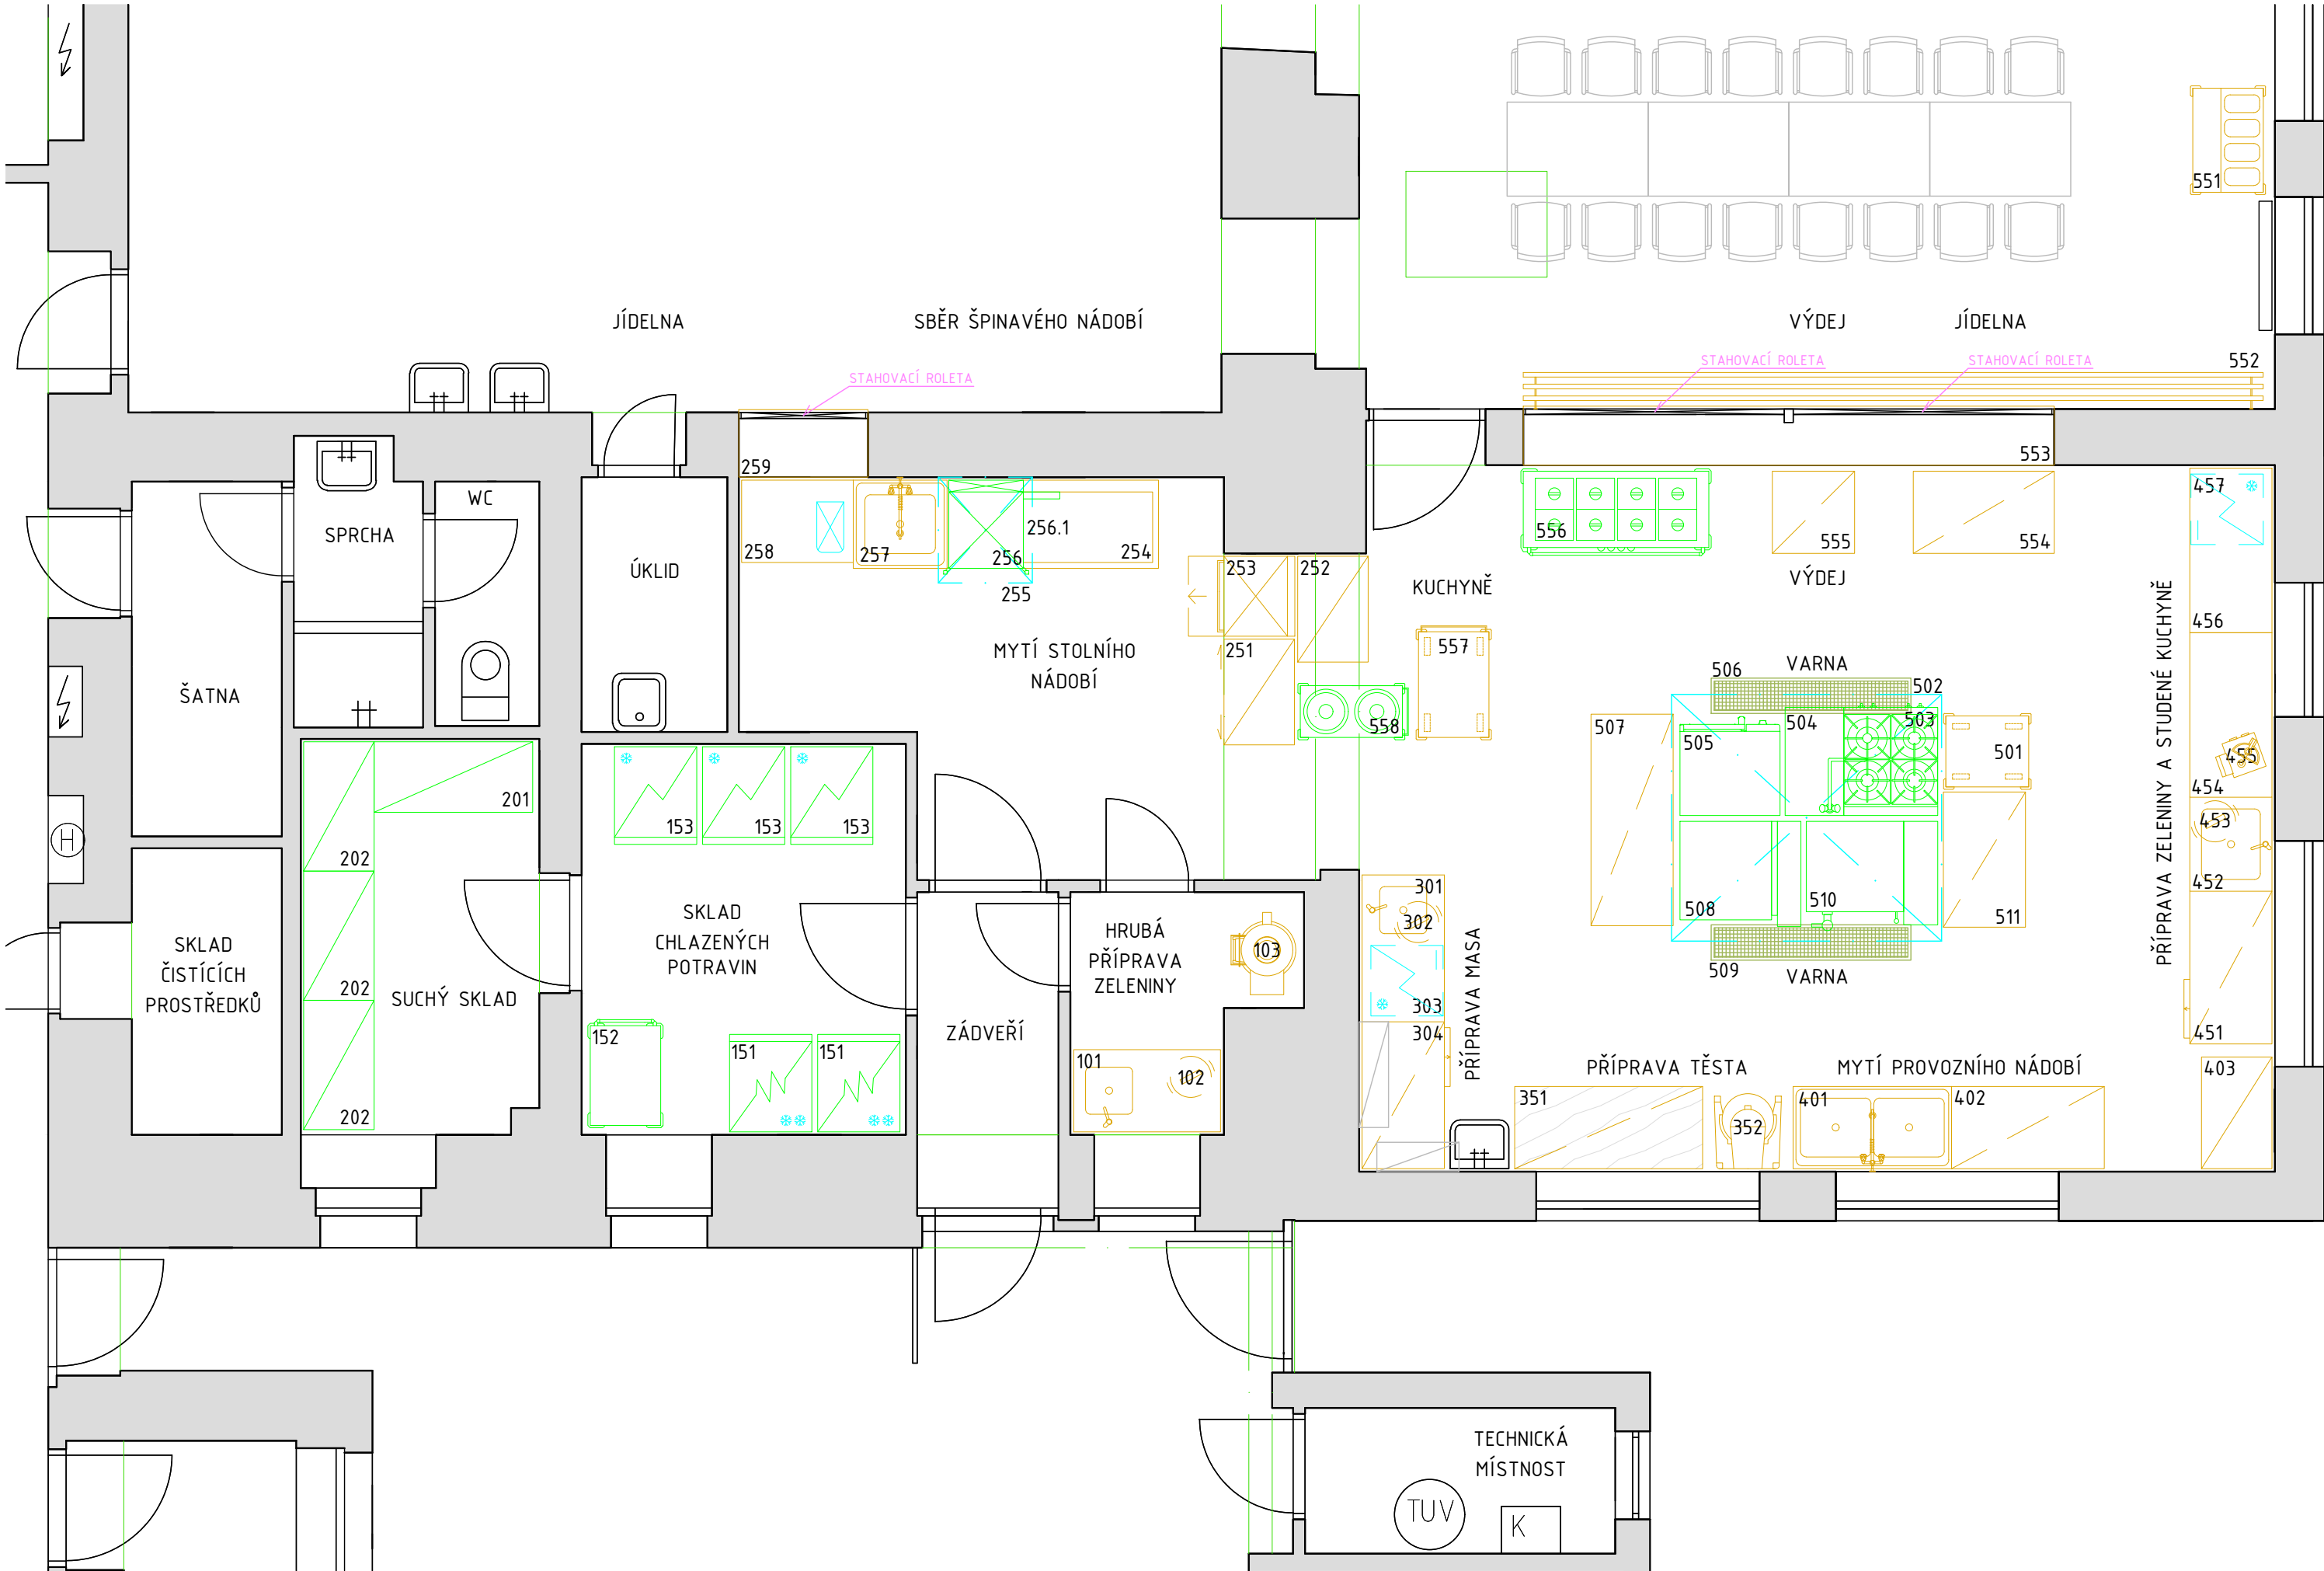 551
JÍDELNA
SBĚR ŠPINAVÉHO NÁDOBÍ
VÝDEJ
JÍDELNA
STAHOVACÍ ROLETA
STAHOVACÍ ROLETA
STAHOVACÍ ROLETA
552
259
553
WC
SPRCHA
258
257
256
256.1
254
255
556
555
554
457
ÚKLID
253
252
KUCHYNĚ
VÝDEJ
456
PŘÍPRAVA ZELENINY A STUDENÉ KUCHYNĚ
MYTÍ STOLNÍHO
NÁDOBÍ
251
557
558
ŠATNA
506
VARNA
502
507
505
504
503
501
455
454
201
202
202
202
153
153
153
453
452
H
301
302
303
304
PŘÍPRAVA MASA
508
510
511
509
VARNA
SKLAD
ČISTÍCÍCH
PROSTŘEDKŮ
SUCHÝ SKLAD
SKLAD
CHLAZENÝCH
POTRAVIN
HRUBÁ
PŘÍPRAVA
ZELENINY
103
ZÁDVEŘÍ
152
151
151
101
102
451
PŘÍPRAVA TĚSTA
MYTÍ PROVOZNÍHO NÁDOBÍ
403
351
352
401
402
TECHNICKÁ
MÍSTNOST
TUV
K